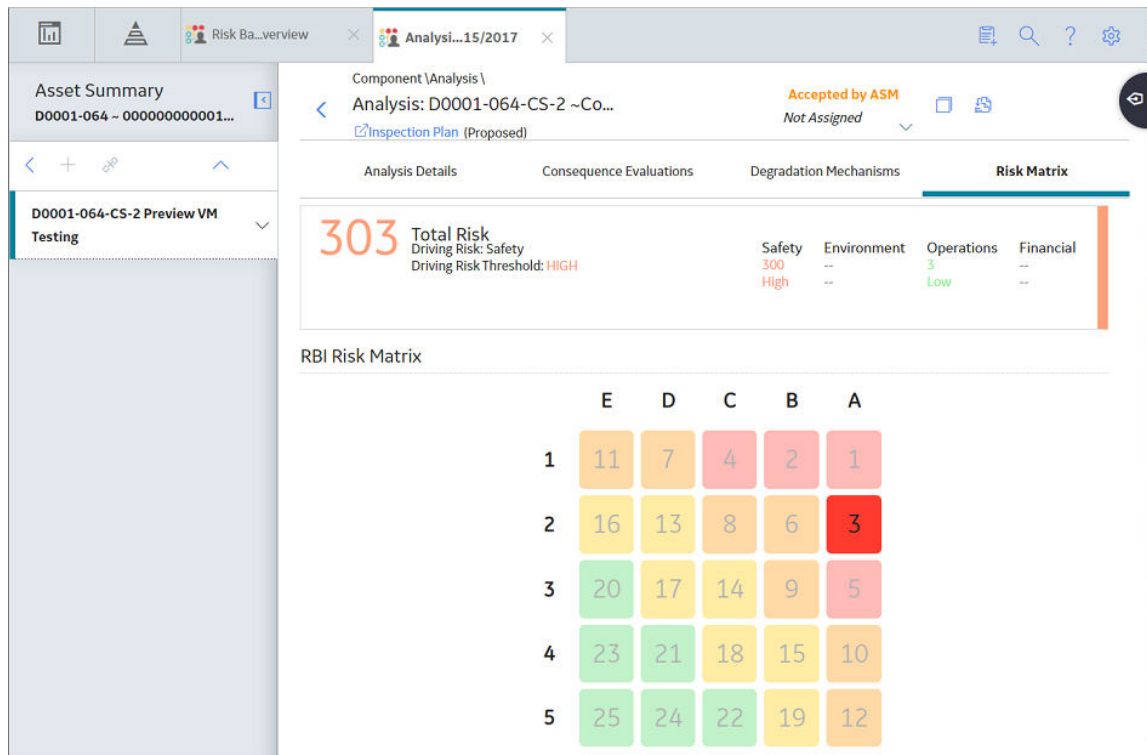 Risk Ba...verview
Analysi...15/2017
Asset Summary
D0001-064 ~ 000000000001...
D0001-064-CS-2 Preview VM
Testing
Component \Analysis \
Analysis: D0001-064-CS-2 ~Co...
Inspection Plan (Proposed)
Accepted by ASM
Not Assigned
Analysis Details Consequence Evaluations Degradation Mechanisms Risk Matrix
303
Total Risk
Driving Risk: Safety
Driving Risk Threshold: HIGH
Safety Environment Operations Financial
300 -- 3 --
High -- Low --
RBI Risk Matrix
E D C B A
1 11 7 4 2 1
2 16 13 8 6 3
3 20 17 14 9 5
4 23 21 18 15 10
5 25 24 22 19 12